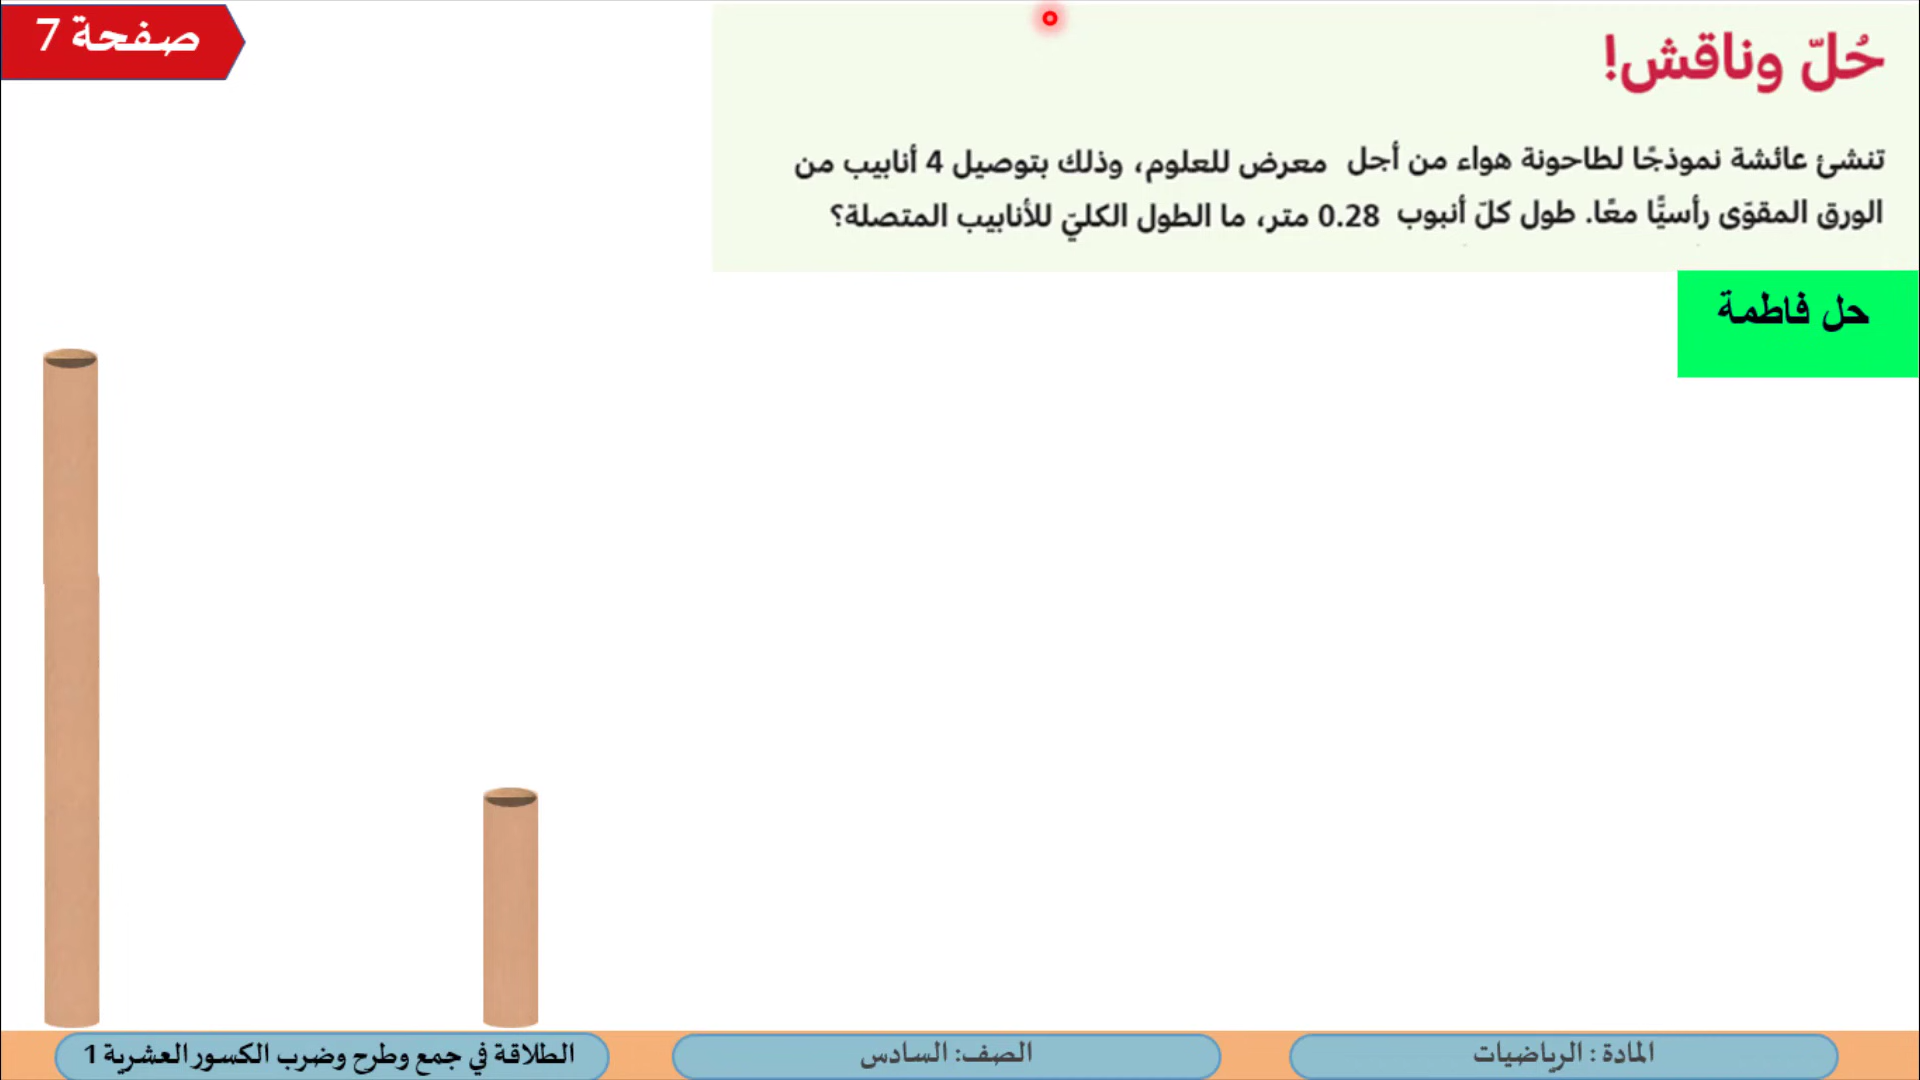 صفحة 7
حُلّ وناقش!
تنشئ عائشة نموذجًا لطاحونة هواء من أجل معرض للعلوم، وذلك بتوصيل 4 أنابيب من
الورق المقوّى رأسيًّا معًا. طول كلّ أنبوب 0.28 متر، ما الطول الكليّ للأنابيب المتصلة؟
حل فاطمة
المادة : الرياضيات
الصف: السادس
الطلاقة في جمع وطرح وضرب الكسور العشرية 1